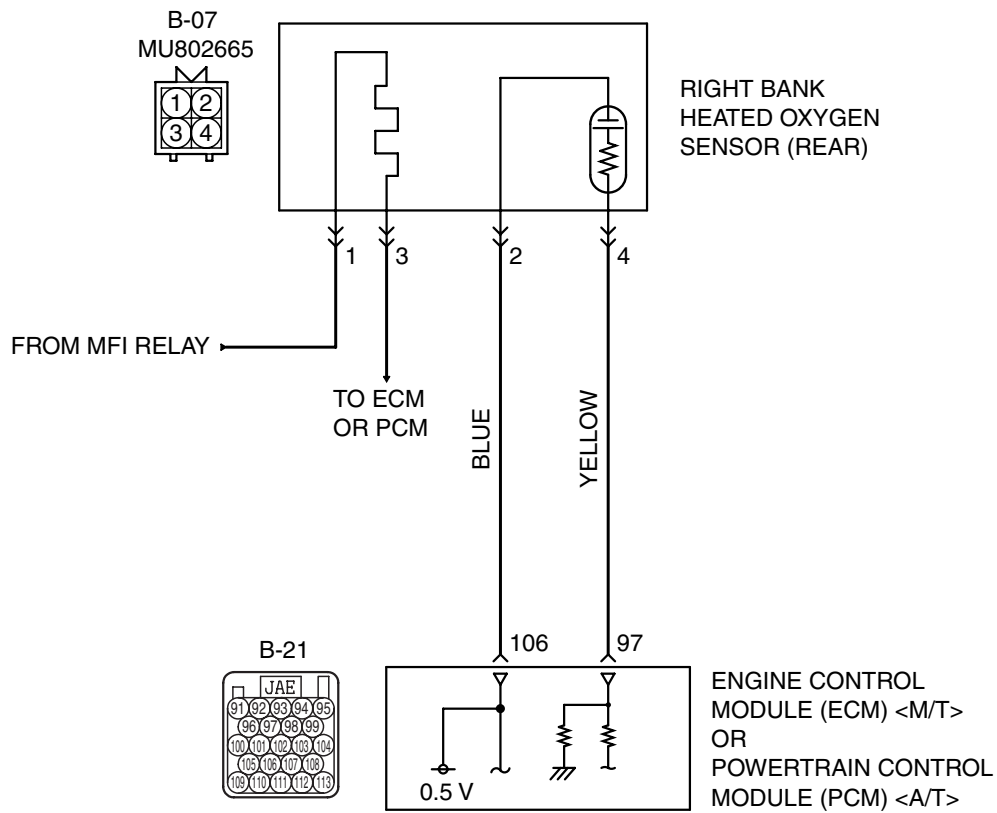 B-07
MU802665
1 2
3 4
RIGHT BANK
HEATED OXYGEN
SENSOR (REAR)
1
3
2
4
FROM MFI RELAY
TO ECM
OR PCM
BLUE
YELLOW
106
97
B-21
JAE
91 92 93 94 95
96 97 98 99
100 101 102 103 104
105 106 107 108
109 110 111 112 113
0.5 V
ENGINE CONTROL
MODULE (ECM) <M/T>
OR
POWERTRAIN CONTROL
MODULE (PCM) <A/T>